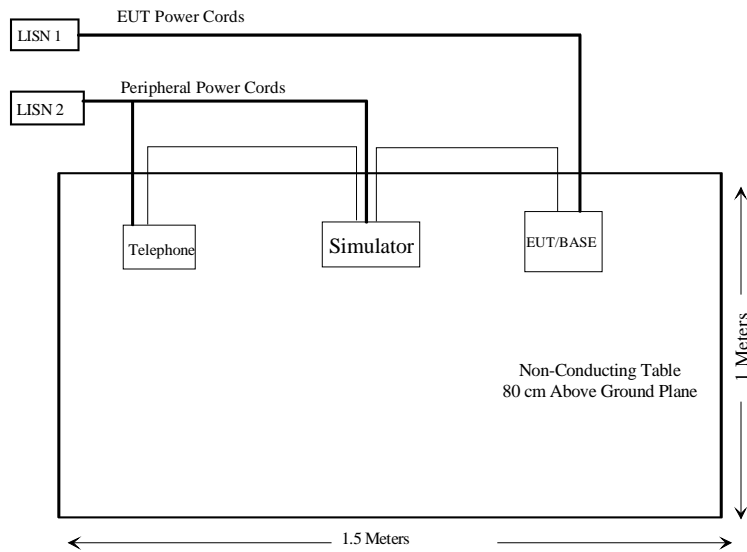 EUT Power Cords
LISN 1
Peripheral Power Cords
LISN 2
Telephone
Simulator
EUT/BASE
Non-Conducting Table
80 cm Above Ground Plane
1 Meters
1.5 Meters